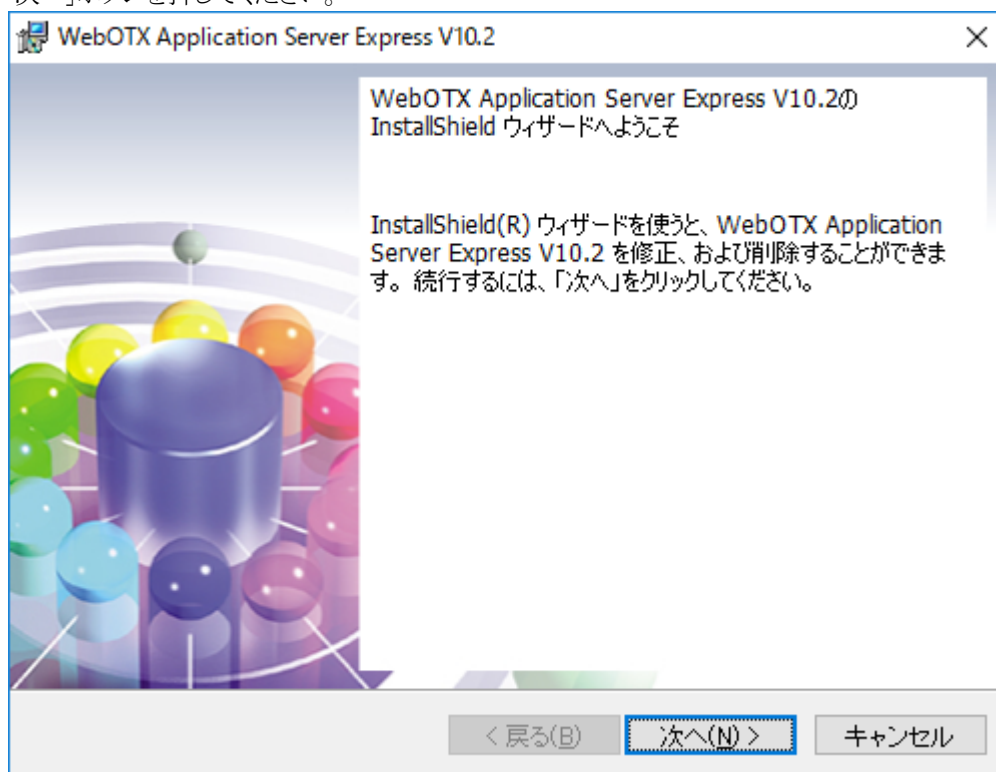 WebOTX Application Server Express V10.2
WebOTX Application Server Express V10.2の
InstallShield ウィザードへようこそ
InstallShield(R) ウィザードを使うと、WebOTX Application
Server Express V10.2 を修正、および削除することができま
す。 続行するには、「次へ」をクリックしてください。
< 戻る(B)
次へ(N) >
キャンセル